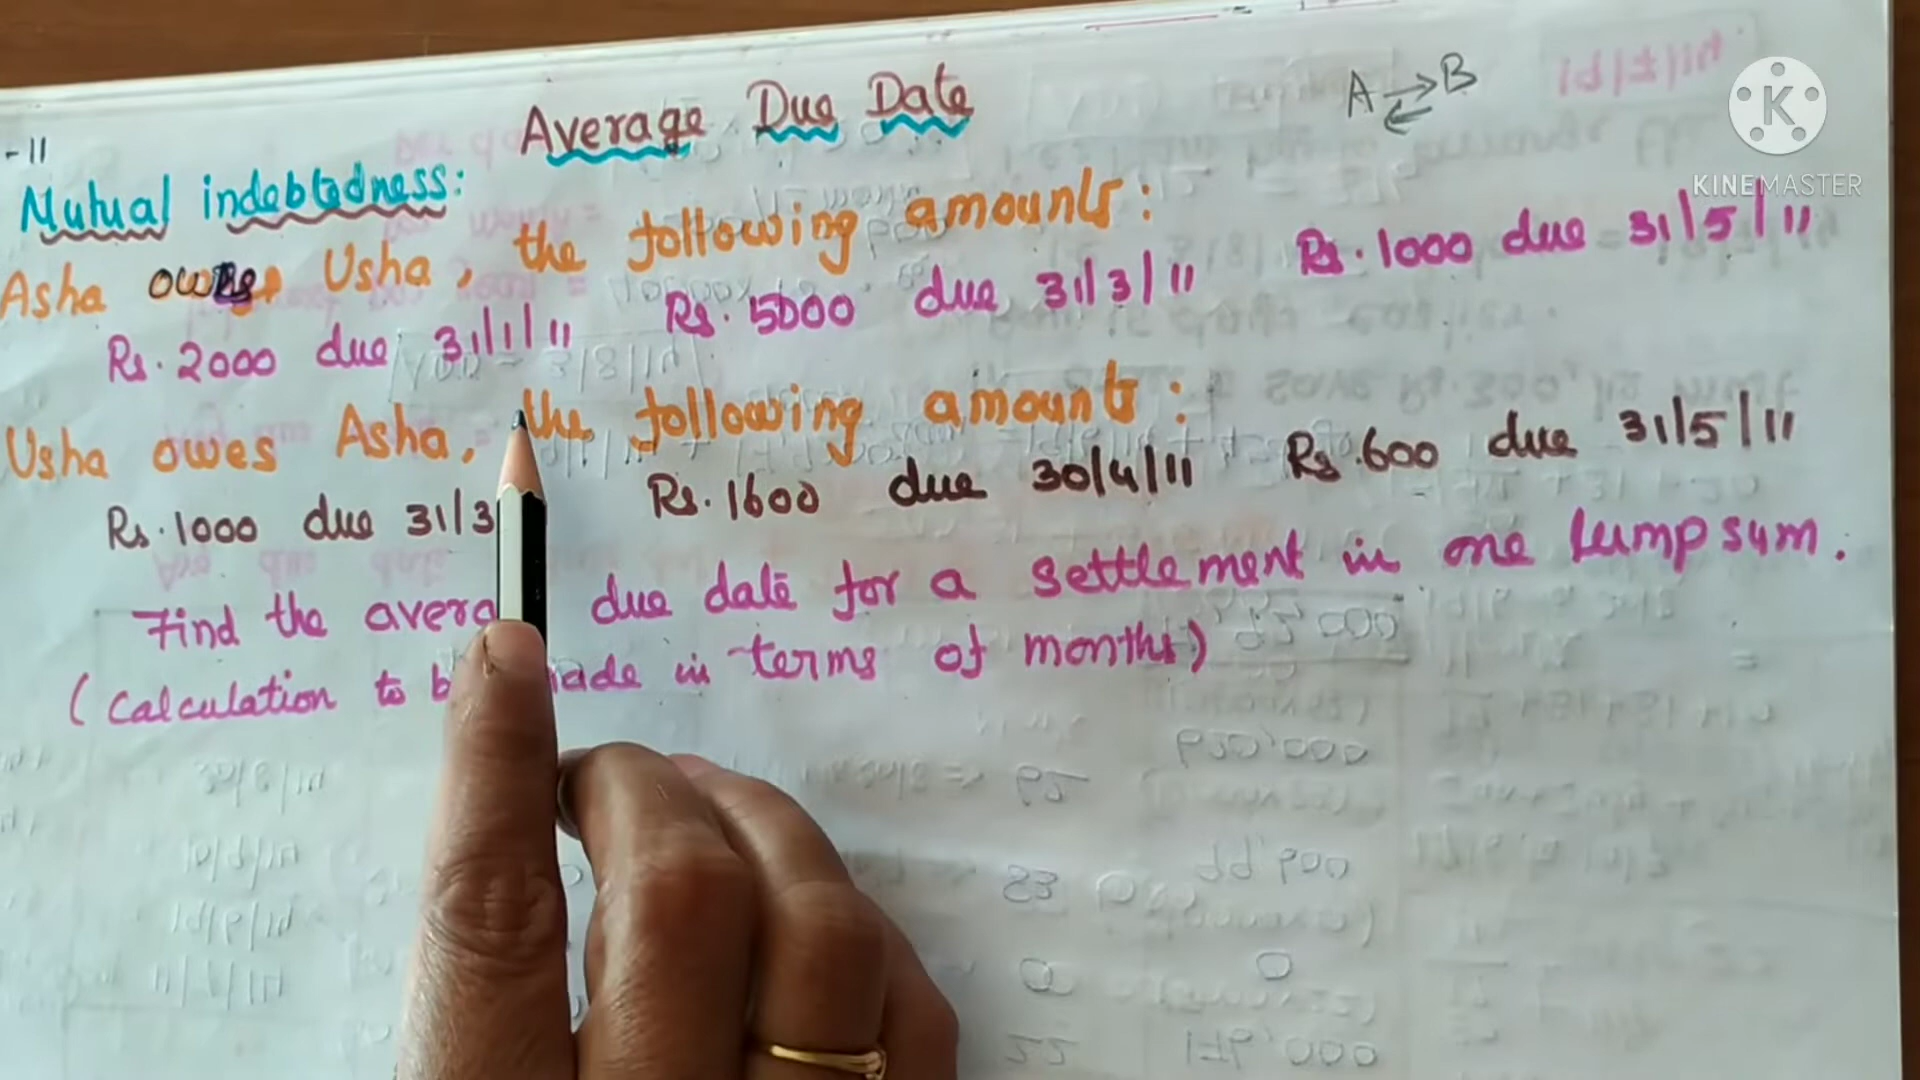 Average Due Date
A → B
KINEMASTER
-11
Mutual indebtedness:
Asha owes Usha, the following amounts:
Rs. 2000 due 31/1/11 Rs. 5000 due 31/3/11 Rs. 1000 due 31/5/11
Usha owes Asha, the following amounts:
Rs. 1000 due 31/3 Rs. 1600 due 30/4/11 Rs. 600 due 31/5/11
Find the avera due date for a settlement in one lumpsum.
(Calculation to b made in terms of months)